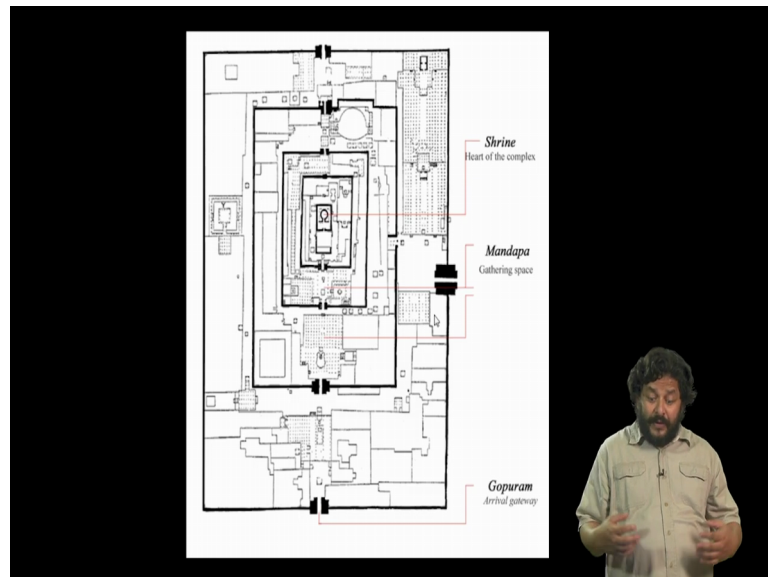 Shrine
Heart of the complex
Mandapa
Gathering space
Gopuram
Arrival gateway